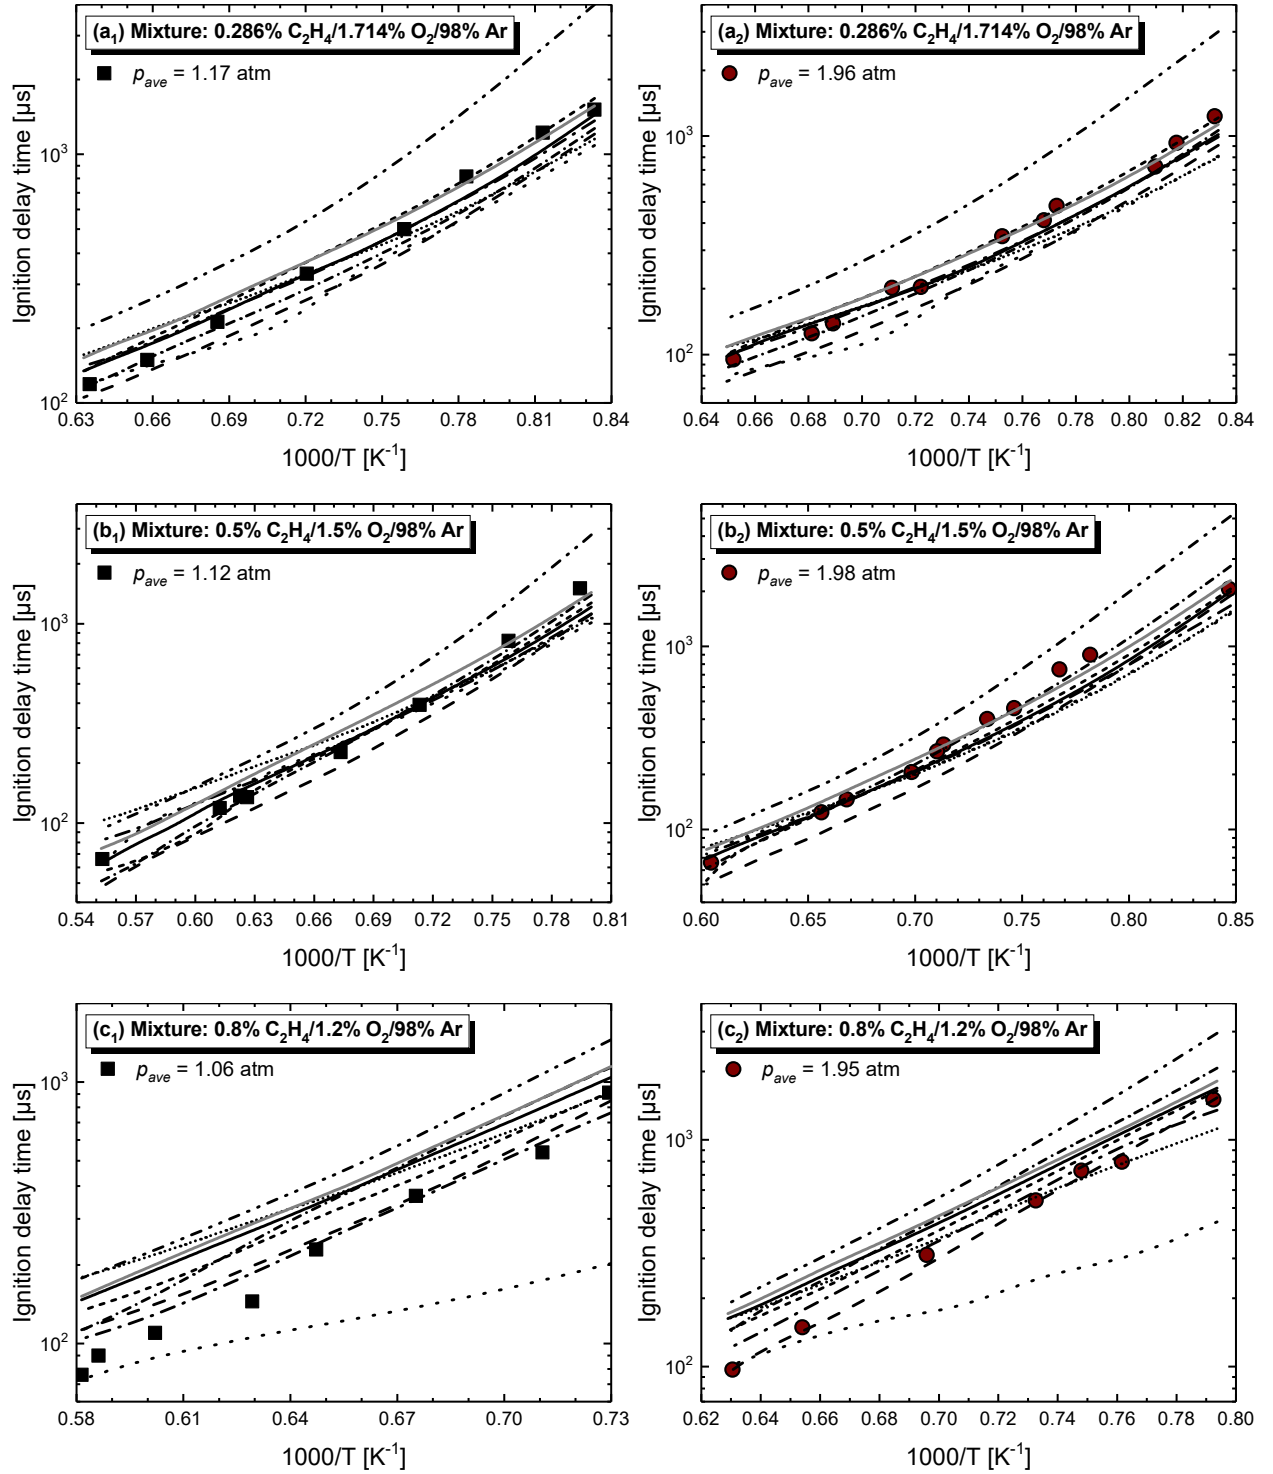 (a₁) Mixture: 0.286% C₂H₄/1.714% O₂/98% Ar
p_ave = 1.17 atm
Ignition delay time [µs]
10³
10²
0.63 0.66 0.69 0.72 0.75 0.78 0.81 0.84
1000/T [K⁻¹]
(a₂) Mixture: 0.286% C₂H₄/1.714% O₂/98% Ar
p_ave = 1.96 atm
Ignition delay time [µs]
10³
10²
0.64 0.66 0.68 0.70 0.72 0.74 0.76 0.78 0.80 0.82 0.84
1000/T [K⁻¹]
(b₁) Mixture: 0.5% C₂H₄/1.5% O₂/98% Ar
p_ave = 1.12 atm
Ignition delay time [µs]
10³
10²
0.54 0.57 0.60 0.63 0.66 0.69 0.72 0.75 0.78 0.81
1000/T [K⁻¹]
(b₂) Mixture: 0.5% C₂H₄/1.5% O₂/98% Ar
p_ave = 1.98 atm
Ignition delay time [µs]
10³
10²
0.60 0.65 0.70 0.75 0.80 0.85
1000/T [K⁻¹]
(c₁) Mixture: 0.8% C₂H₄/1.2% O₂/98% Ar
p_ave = 1.06 atm
Ignition delay time [µs]
10³
10²
0.58 0.61 0.64 0.67 0.70 0.73
1000/T [K⁻¹]
(c₂) Mixture: 0.8% C₂H₄/1.2% O₂/98% Ar
p_ave = 1.95 atm
Ignition delay time [µs]
10³
10²
0.62 0.64 0.66 0.68 0.70 0.72 0.74 0.76 0.78 0.80
1000/T [K⁻¹]